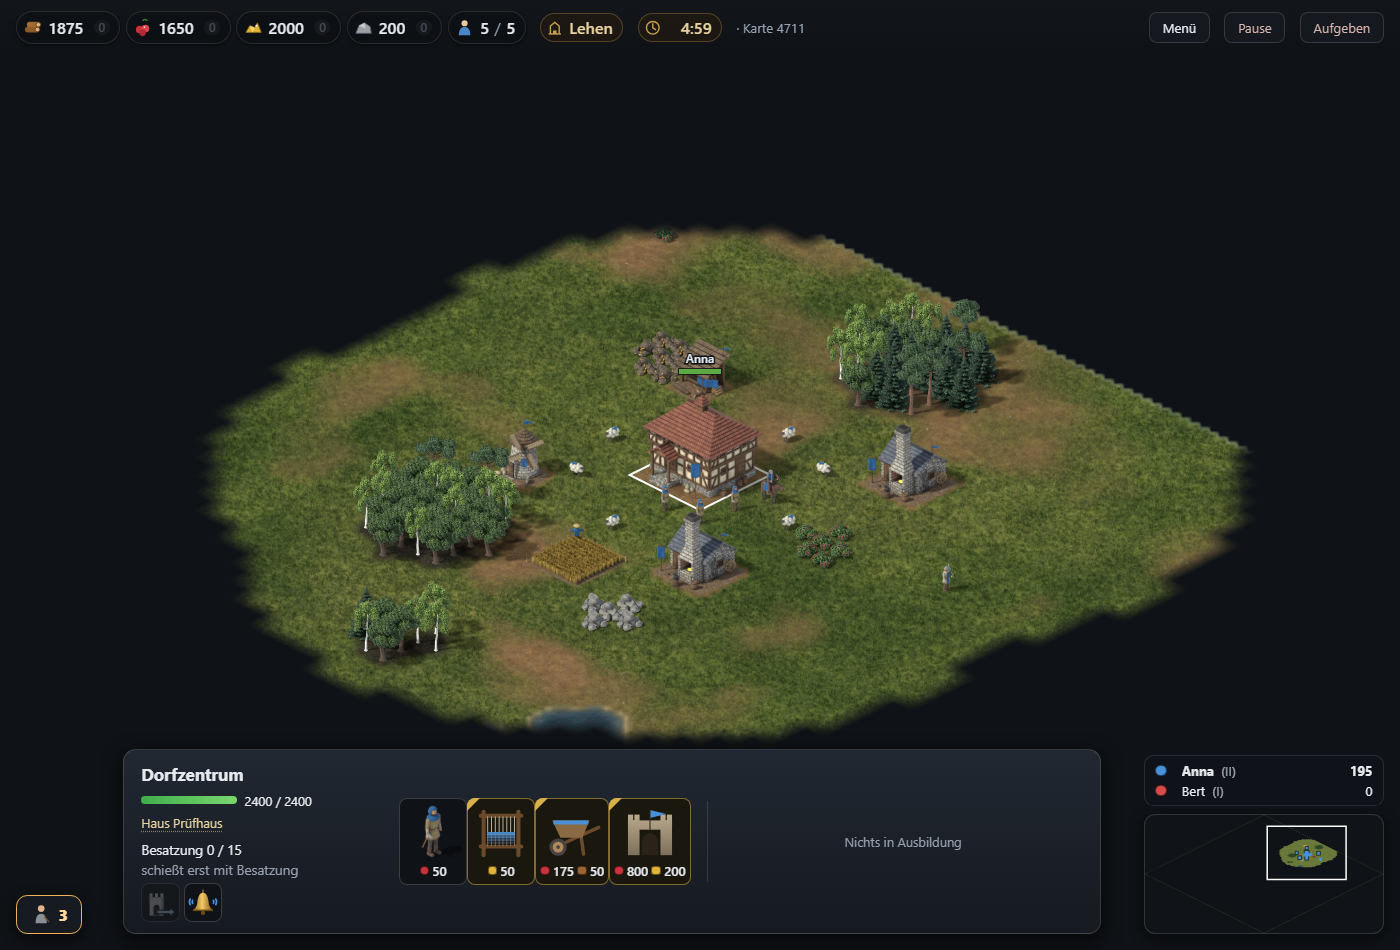 1875 0 1650 0 2000 0 200 0 5 / 5 Lehen 4:59 · Karte 4711 Menü Pause Aufgeben
Anna
Dorfzentrum
2400 / 2400
Haus Prüfhaus
Besatzung 0 / 15
schießt erst mit Besatzung
50 50 175 50 800 200
Nichts in Ausbildung
3
Anna (II) 195
Bert (I) 0